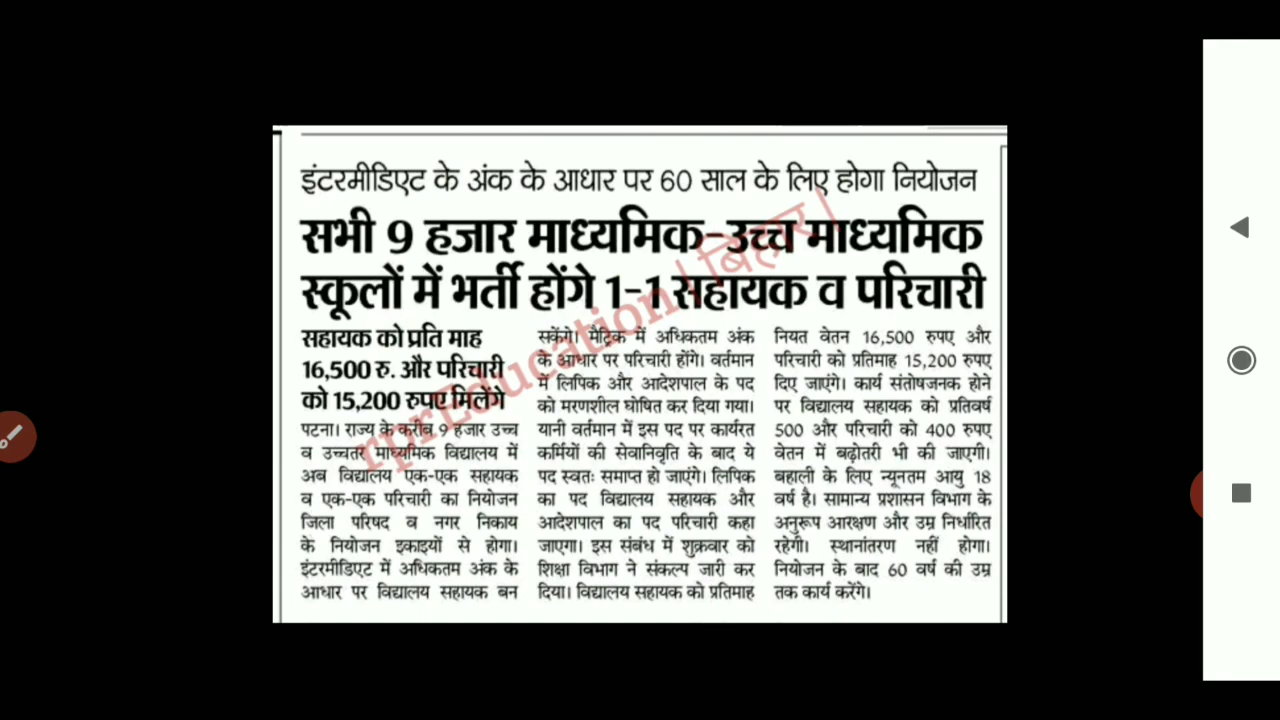 इंटरमीडिएट के अंक के आधार पर 60 साल के लिए होगा नियोजन
सभी 9 हजार माध्यमिक-उच्च माध्यमिक
स्कूलों में भर्ती होंगे 1-1 सहायक व परिचारी
सहायक को प्रति माह
16,500 रु. और परिचारी
को 15,200 रुपए मिलेंगे
पटना। राज्य के करीब 9 हजार उच्च
व उच्चतर माध्यमिक विद्यालय में
अब विद्यालय एक-एक सहायक
व एक-एक परिचारी का नियोजन
जिला परिषद व नगर निकाय
के नियोजन इकाइयों से होगा।
इंटरमीडिएट में अधिकतम अंक के
आधार पर विद्यालय सहायक बन
सकेंगे। मैट्रिक में अधिकतम अंक
के आधार पर परिचारी होंगे। वर्तमान
में लिपिक और आदेशपाल के पद
को मरणशील घोषित कर दिया गया।
यानी वर्तमान में इस पद पर कार्यरत
कर्मियों की सेवानिवृति के बाद ये
पद स्वतः समाप्त हो जाएंगे। लिपिक
का पद विद्यालय सहायक और
आदेशपाल का पद परिचारी कहा
जाएगा। इस संबंध में शुक्रवार को
शिक्षा विभाग ने संकल्प जारी कर
दिया। विद्यालय सहायक को प्रतिमाह
नियत वेतन 16,500 रुपए और
परिचारी को प्रतिमाह 15,200 रुपए
दिए जाएंगे। कार्य संतोषजनक होने
पर विद्यालय सहायक को प्रतिवर्ष
500 और परिचारी को 400 रुपए
वेतन में बढ़ोतरी भी की जाएगी।
बहाली के लिए न्यूनतम आयु 18
वर्ष है। सामान्य प्रशासन विभाग के
अनुरूप आरक्षण और उम्र निर्धारित
रहेगी। स्थानांतरण नहीं होगा।
नियोजन के बाद 60 वर्ष की उम्र
तक कार्य करेंगे।
rprEducation|बिहार|